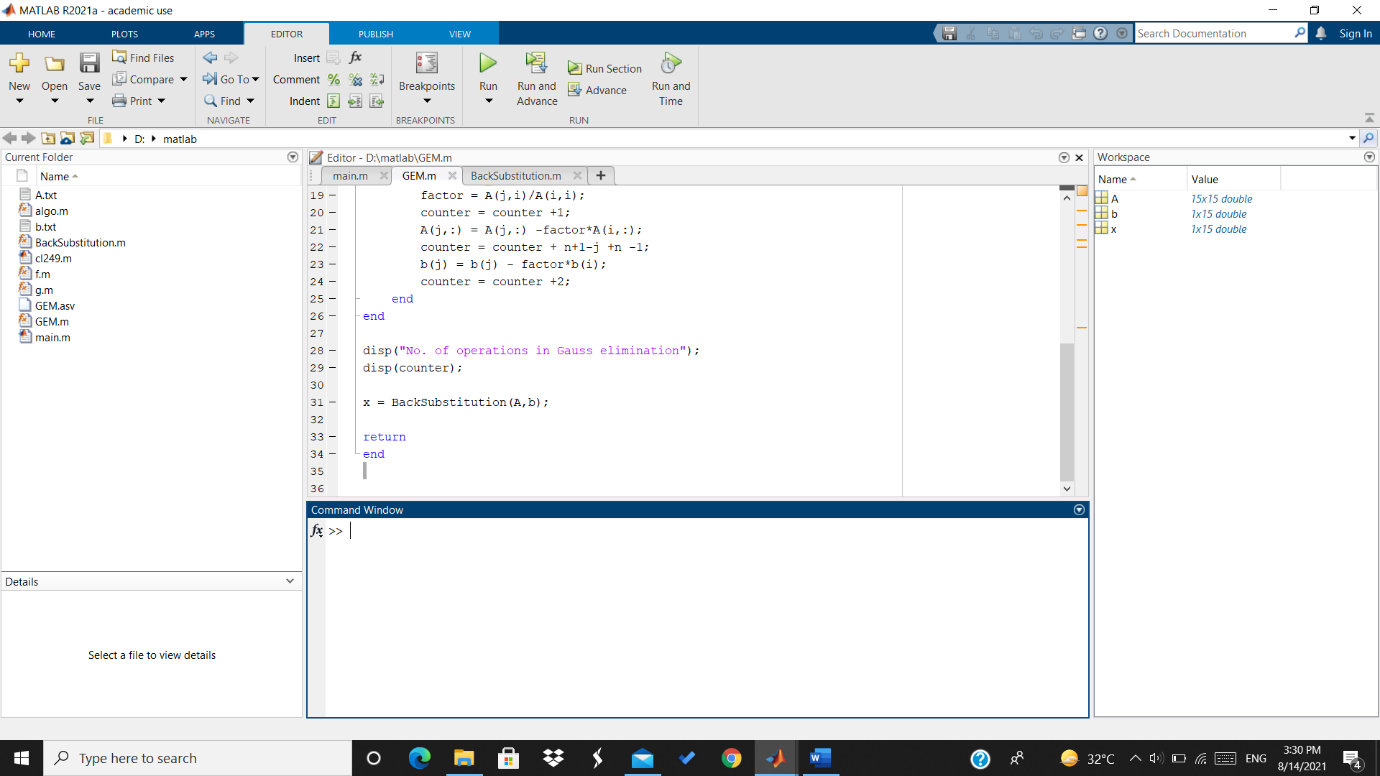 MATLAB R2021a - academic use
HOME PLOTS APPS EDITOR PUBLISH VIEW
Search Documentation
Sign In
New Open Save
Find Files
Compare
Print
FILE
Go To
Find
NAVIGATE
Insert fx
Comment
Indent
EDIT
Breakpoints
BREAKPOINTS
Run
Run and Advance
Run Section
Advance
Run and Time
RUN
D: matlab
Current Folder
Name
A.txt
algo.m
b.txt
BackSubstitution.m
cl249.m
f.m
g.m
GEM.asv
GEM.m
main.m
Details
Select a file to view details
Editor - D:\matlab\GEM.m
main.m GEM.m BackSubstitution.m +
19 factor = A(j,i)/A(i,i);
20 counter = counter +1;
21 A(j,:) = A(j,:) -factor*A(i,:);
22 counter = counter + n+1-j +n -1;
23 b(j) = b(j) - factor*b(i);
24 counter = counter +2;
25 end
26 end
27
28 disp("No. of operations in Gauss elimination");
29 disp(counter);
30
31 x = BackSubstitution(A,b);
32
33 return
34 end
35
36
Command Window
fx >>
Workspace
Name Value
A 15x15 double
b 1x15 double
x 1x15 double
Type here to search
32°C
ENG
3:30 PM
8/14/2021
4